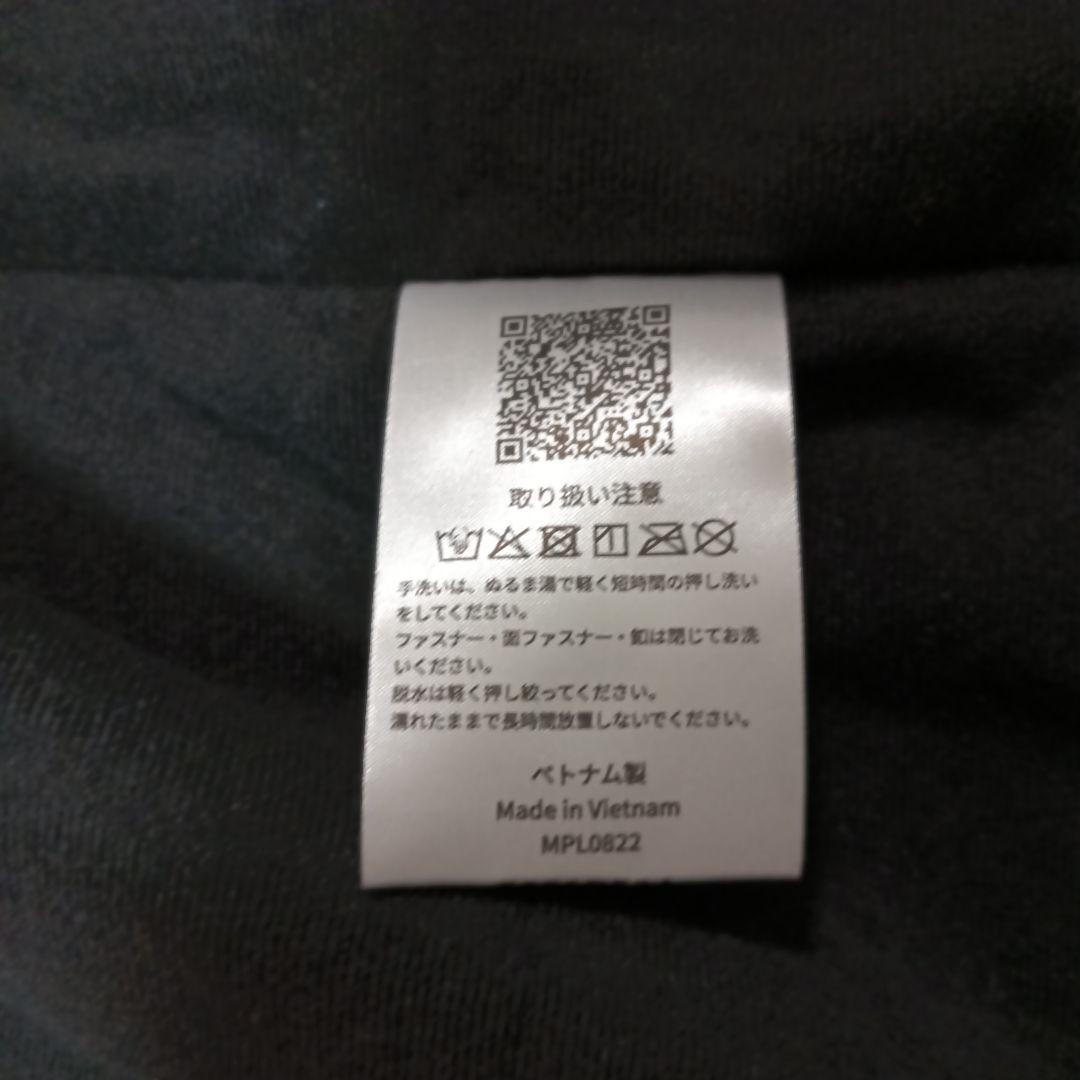 取り扱い注意
手洗いは、ぬるま湯で軽く短時間の押し洗い
をしてください。
ファスナー・面ファスナー・釦は閉じてお洗
いください。
脱水は軽く押し絞ってください。
濡れたままで長時間放置しないでください。
ベトナム製
Made in Vietnam
MPL0822